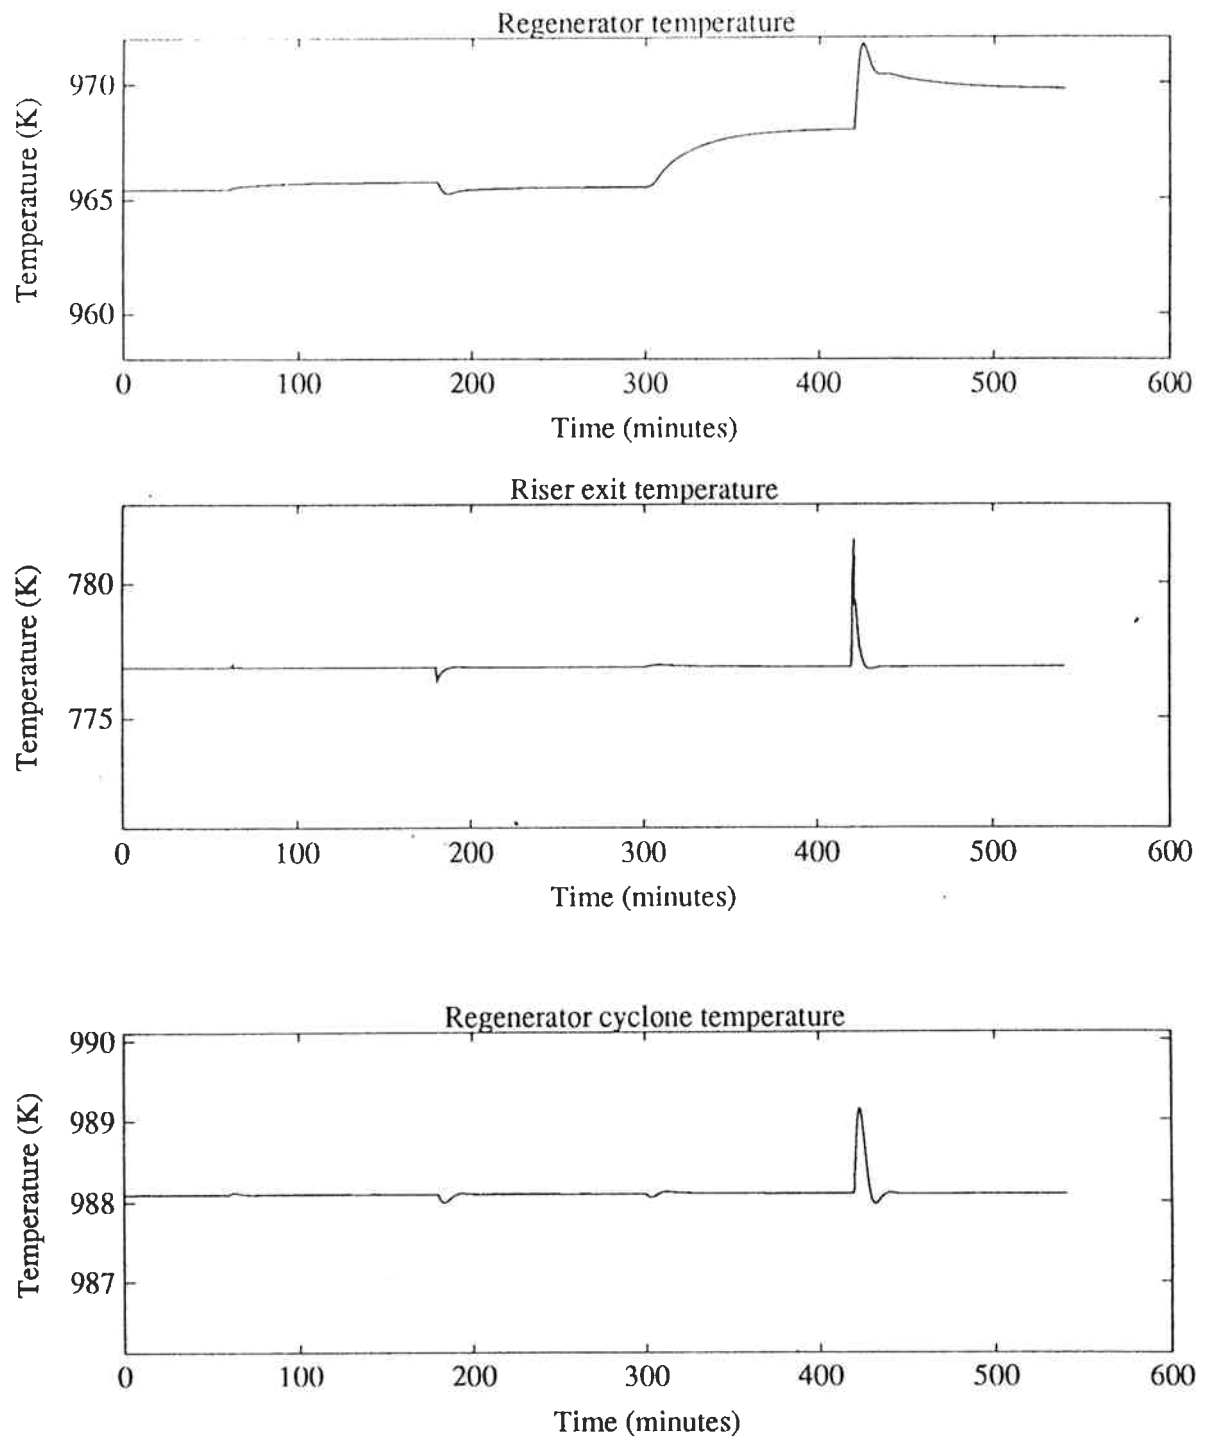 Regenerator temperature
Temperature (K)
970
965
960
0 100 200 300 400 500 600
Time (minutes)
Riser exit temperature
Temperature (K)
780
775
0 100 200 300 400 500 600
Time (minutes)
Regenerator cyclone temperature
Temperature (K)
990
989
988
987
0 100 200 300 400 500 600
Time (minutes)